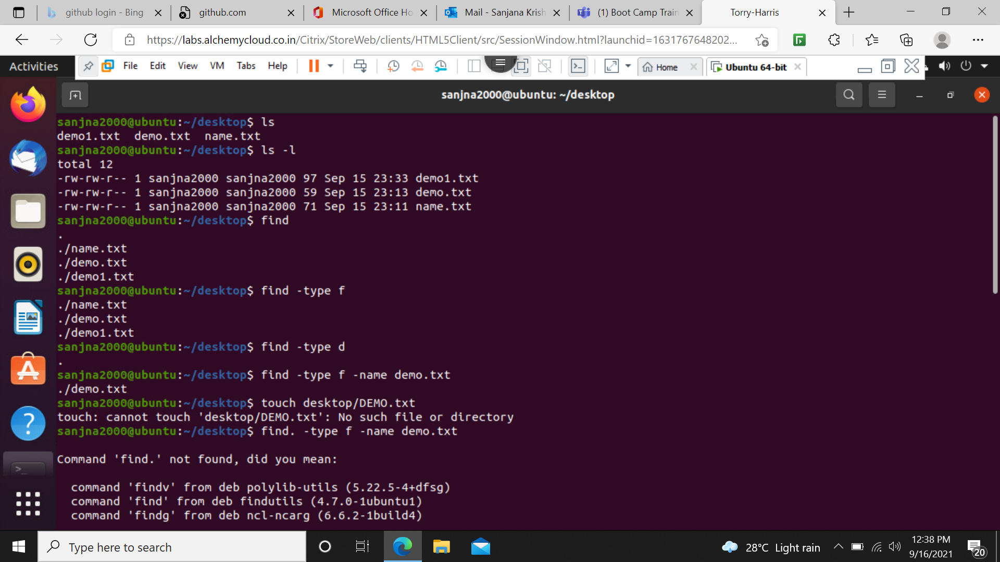 github login - Bing
github.com
Microsoft Office Ho
Mail - Sanjana Krish
(1) Boot Camp Train
Torry-Harris
https://labs.alchemycloud.co.in/Citrix/StoreWeb/clients/HTML5Client/src/SessionWindow.html?launchid=1631767648202...
Activities
File Edit View VM Tabs Help
Home
Ubuntu 64-bit
sanjna2000@ubuntu: ~/desktop
sanjna2000@ubuntu:~/desktop$ ls
demo1.txt  demo.txt  name.txt
sanjna2000@ubuntu:~/desktop$ ls -l
total 12
-rw-rw-r-- 1 sanjna2000 sanjna2000 97 Sep 15 23:33 demo1.txt
-rw-rw-r-- 1 sanjna2000 sanjna2000 59 Sep 15 23:13 demo.txt
-rw-rw-r-- 1 sanjna2000 sanjna2000 71 Sep 15 23:11 name.txt
sanjna2000@ubuntu:~/desktop$ find
.
./name.txt
./demo.txt
./demo1.txt
sanjna2000@ubuntu:~/desktop$ find -type f
./name.txt
./demo.txt
./demo1.txt
sanjna2000@ubuntu:~/desktop$ find -type d
.
sanjna2000@ubuntu:~/desktop$ find -type f -name demo.txt
./demo.txt
sanjna2000@ubuntu:~/desktop$ touch desktop/DEMO.txt
touch: cannot touch 'desktop/DEMO.txt': No such file or directory
sanjna2000@ubuntu:~/desktop$ find. -type f -name demo.txt
Command 'find.' not found, did you mean:
command 'findv' from deb polylib-utils (5.22.5-4+dfsg)
command 'find' from deb findutils (4.7.0-1ubuntu1)
command 'findg' from deb ncl-ncarg (6.6.2-1build4)
Type here to search
28°C Light rain
12:38 PM
9/16/2021
20